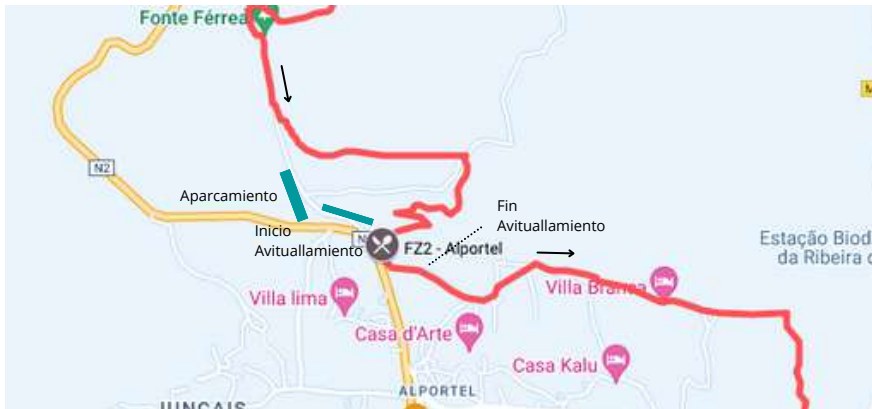 Fonte Férrea
N2
Aparcamiento
Inicio
Avituallamiento
Fin
Avituallamiento
FZ2 - Alportel
Estação Biod
da Ribeira d
Villa lima
Villa Branca
Casa d'Arte
Casa Kalu
ALPORTEL
JUNCAIS